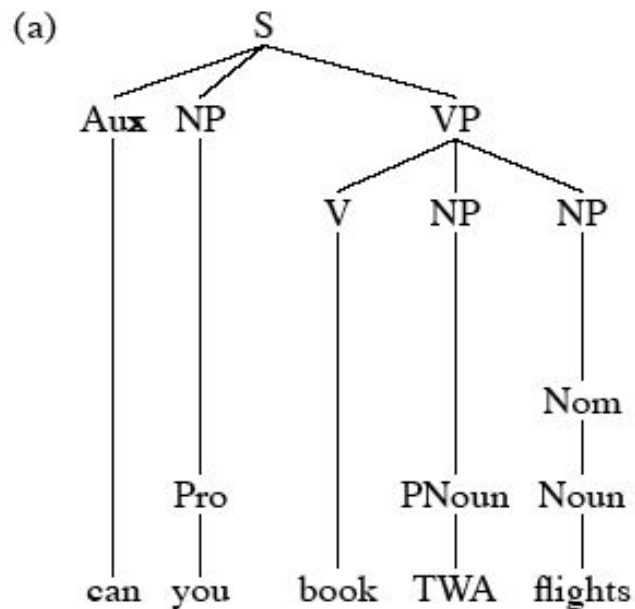 (a) S
Aux NP VP
V NP NP
Nom
Pro PNoun Noun
can you book TWA flights